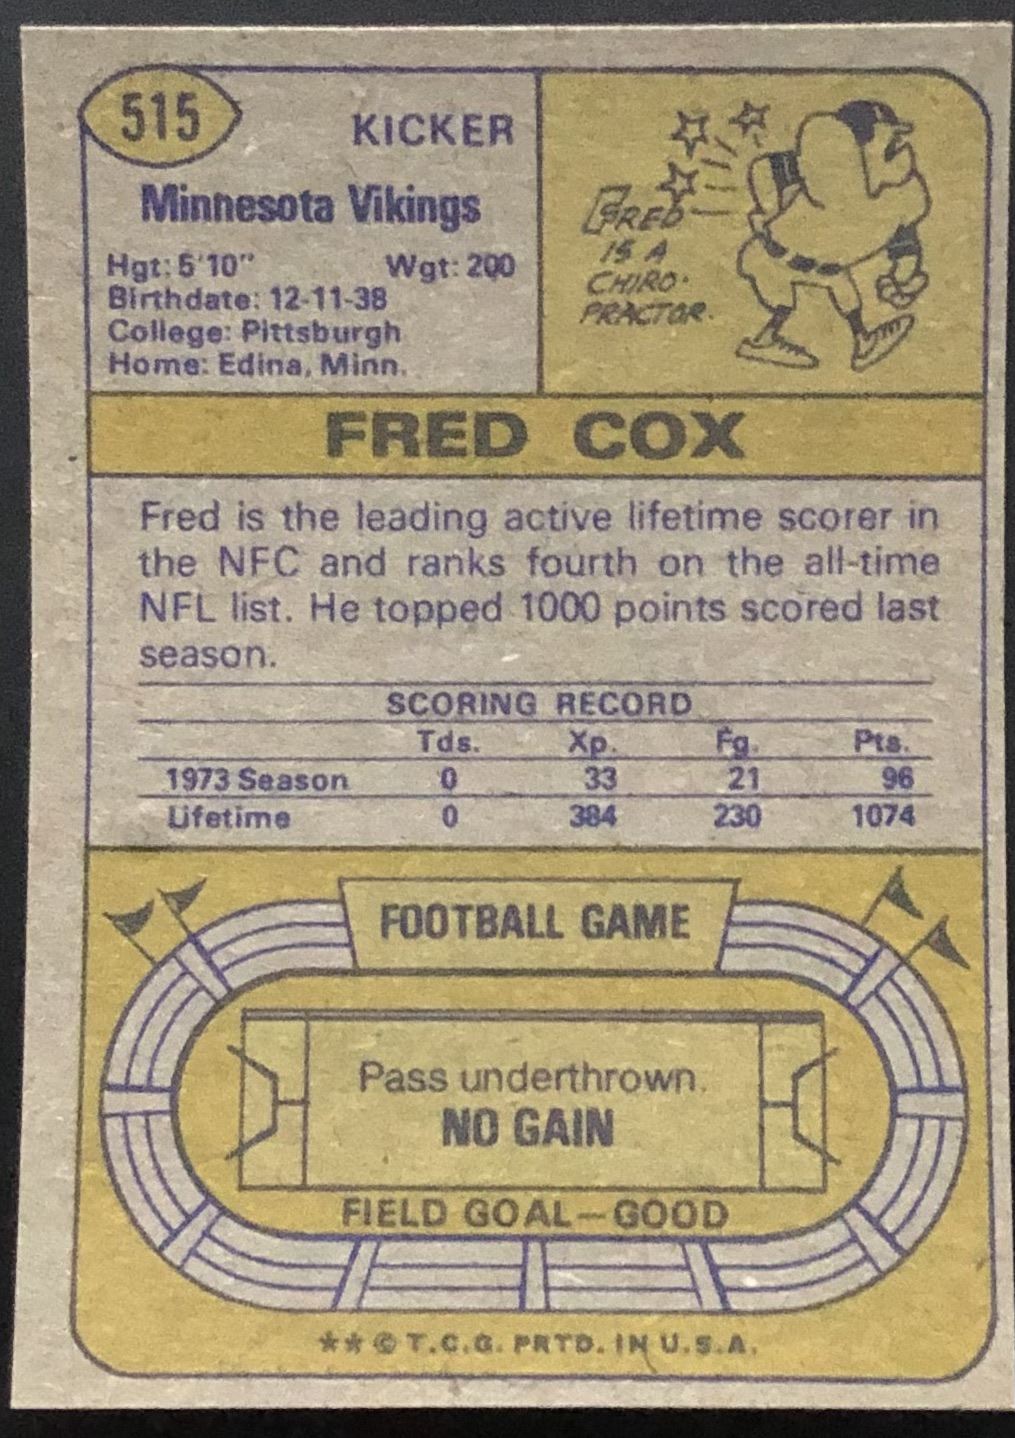 515
KICKER
Minnesota Vikings
Hgt: 5'10" Wgt: 200
Birthdate: 12-11-38
College: Pittsburgh
Home: Edina, Minn.
FRED
IS A
CHIRO-
PRACTOR.
FRED COX
Fred is the leading active lifetime scorer in
the NFC and ranks fourth on the all-time
NFL list. He topped 1000 points scored last
season.
SCORING RECORD
Tds. Xp. Fg. Pts.
1973 Season 0 33 21 96
Lifetime 0 384 230 1074
FOOTBALL GAME
Pass underthrown.
NO GAIN
FIELD GOAL—GOOD
** © T.C.G. PRTD. IN U.S.A.